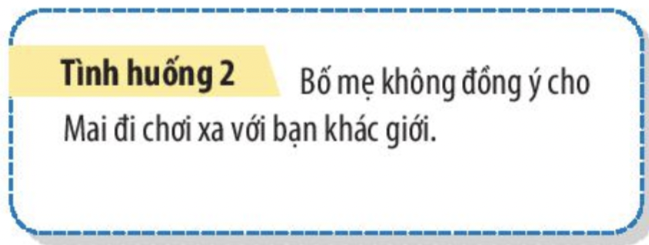 Tình huống 2 Bố mẹ không đồng ý cho
Mai đi chơi xa với bạn khác giới.